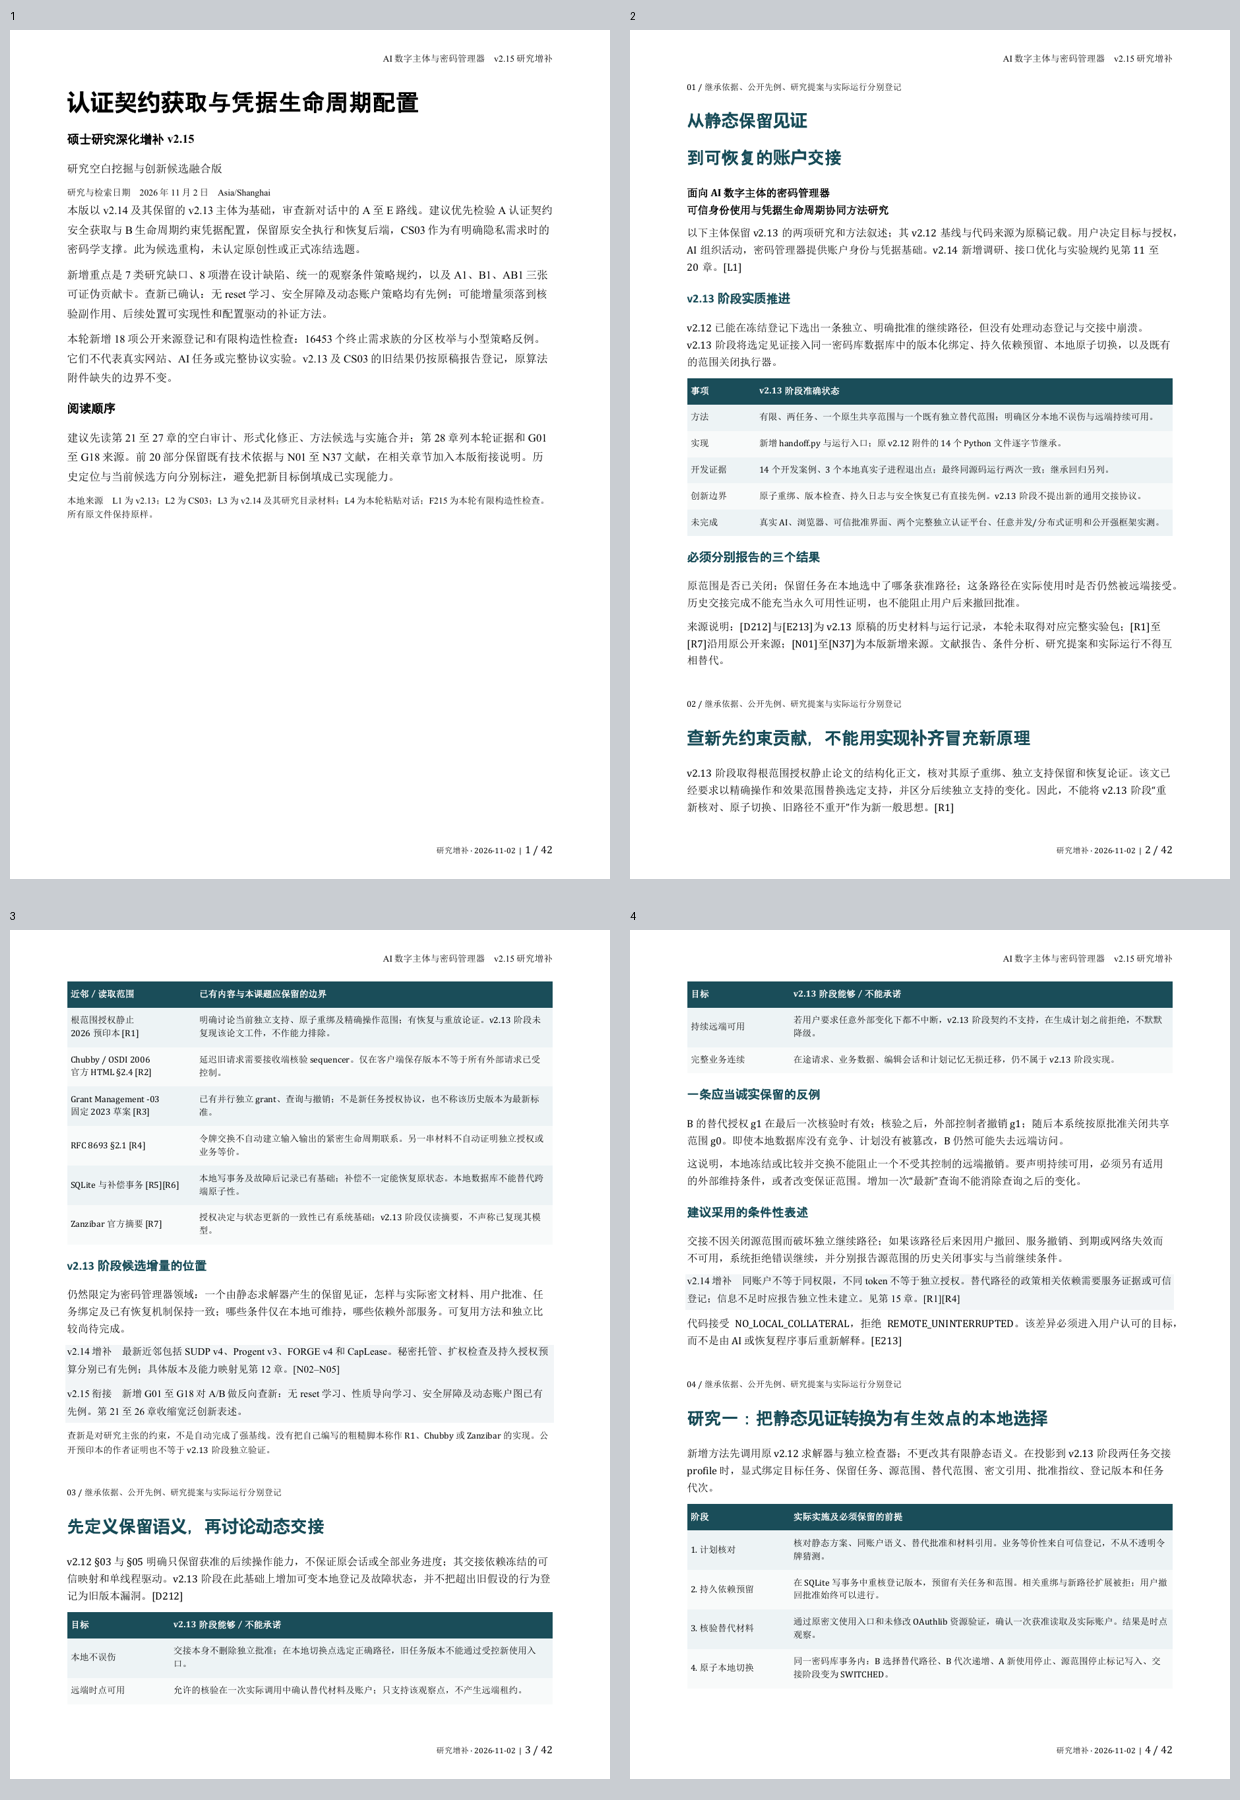 1
AI 数字主体与密码管理器 v2.15 研究增补
认证契约获取与凭据生命周期配置
硕士研究深化增补 v2.15
研究空白挖掘与创新候选融合版
研究与检索日期 2026 年 11 月 2 日 Asia/Shanghai
本版以 v2.14 及其保留的 v2.13 主体为基础，审查新对话中的 A 至 E 路线。建议优先检验 A 认证契约
安全获取与 B 生命周期约束凭据配置，保留原安全执行和恢复后端，CS03 作为有明确隐私需求时的
密码学支撑。此为候选重构，未认定原创性或正式冻结选题。
新增重点是 7 类研究缺口、8 项潜在设计缺陷、统一的观察条件策略规约，以及 A1、B1、AB1 三张
可证伪贡献卡。查新已确认：无 reset 学习、安全屏障及动态账户策略均有先例；可能增量须落到核
验副作用、后续处置可实现性和配置驱动的补证方法。
本轮新增 18 项公开来源登记和有限构造性检查：16453 个终止需求族的分区枚举与小型策略反例。
它们不代表真实网站、AI 任务或完整协议实验。v2.13 及 CS03 的旧结果仍按原稿报告登记，原算法
附件缺失的边界不变。
阅读顺序
建议先读第 21 至 27 章的空白审计、形式化修正、方法候选与实施合并；第 28 章列本轮证据和 G01
至 G18 来源。前 20 部分保留既有技术依据与 N01 至 N37 文献，在相关章节加入本版衔接说明。历
史定位与当前候选方向分别标注，避免把新目标倒填成已实现能力。
本地来源 L1 为 v2.13；L2 为 CS03；L3 为 v2.14 及其研究目录材料；L4 为本轮粘贴对话；F215 为本轮有限构造性检查。
所有原文件保持原样。
研究增补 · 2026-11-02 | 1 / 42
2
AI 数字主体与密码管理器 v2.15 研究增补
01 / 继承依据、公开先例、研究提案与实际运行分别登记
从静态保留见证
到可恢复的账户交接
面向 AI 数字主体的密码管理器
可信身份使用与凭据生命周期协同方法研究
以下主体保留 v2.13 的两项研究和方法叙述；其 v2.12 基线与代码来源为原稿记载。用户决定目标与授权，
AI 组织活动，密码管理器提供账户身份与凭据基础。v2.14 新增调研、接口优化与实验规约见第 11 至
20 章。[L1]
v2.13 阶段实质推进
v2.12 已能在冻结登记下选出一条独立、明确批准的继续路径，但没有处理动态登记与交接中崩溃。
v2.13 阶段将选定见证接入同一密码库数据库中的版本化绑定、持久依赖预留、本地原子切换，以及既有
的范围关闭执行器。
事项 v2.13 阶段准确状态
方法 有限、两任务、一个原生共享范围与一个既有独立替代范围；明确区分本地不误伤与远端持续可用。
实现 新增 handoff.py 与运行入口；原 v2.12 附件的 14 个 Python 文件逐字节继承。
开发证据 14 个开发案例、3 个本地真实子进程退出点；最终同源码运行两次一致；继承回归另列。
创新边界 原子重绑、版本检查、持久日志与安全恢复已有直接先例。v2.13 阶段不提出新的通用交接协议。
未完成 真实 AI、浏览器、可信批准界面、两个完整独立认证平台、任意并发/分布式证明和公开强框架实测。
必须分别报告的三个结果
原范围是否已关闭；保留任务在本地选中了哪条获准路径；这条路径在实际使用时是否仍然被远端接受。
历史交接完成不能充当永久可用性证明，也不能阻止用户后来撤回批准。
来源说明：[D212]与[E213]为 v2.13 原稿的历史材料与运行记录，本轮未取得对应完整实验包；[R1]至
[R7]沿用原公开来源；[N01]至[N37]为本版新增来源。文献报告、条件分析、研究提案和实际运行不得互
相替代。
02 / 继承依据、公开先例、研究提案与实际运行分别登记
查新先约束贡献，不能用实现补齐冒充新原理
v2.13 阶段取得根范围授权静止论文的结构化正文，核对其原子重绑、独立支持保留和恢复论证。该文已
经要求以精确操作和效果范围替换选定支持，并区分后续独立支持的变化。因此，不能将 v2.13 阶段“重
新核对、原子切换、旧路径不重开”作为新一般思想。[R1]
研究增补 · 2026-11-02 | 2 / 42
3
AI 数字主体与密码管理器 v2.15 研究增补
近邻 / 读取范围 已有内容与本课题应保留的边界
根范围授权静止
2026 预印本 [R1]
明确讨论当前独立支持、原子重绑及精确操作范围；有恢复与重放论证。v2.13 阶段未
复现该论文工件，不作能力排除。
Chubby / OSDI 2006
官方 HTML §2.4 [R2]
延迟旧请求需要接收端核验 sequencer。仅在客户端保存版本不等于所有外部请求已受
控制。
Grant Management -03
固定 2023 草案 [R3]
已有并行独立 grant、查询与撤销；不是新任务授权协议，也不称该历史版本为最新标
准。
RFC 8693 §2.1 [R4]
令牌交换不自动建立输入输出的紧密生命周期联系。另一串材料不自动证明独立授权或
业务等价。
SQLite 与补偿事务 [R5][R6]
本地写事务及故障后记录已有基础；补偿不一定能恢复原状态。本地数据库不能替代跨
端原子性。
Zanzibar 官方摘要 [R7]
授权决定与状态更新的一致性已有系统基础；v2.13 阶段仅读摘要，不声称已复现其模
型。
v2.13 阶段候选增量的位置
仍然限定为密码管理器领域：一个由静态求解器产生的保留见证，怎样与实际密文材料、用户批准、任
务绑定及已有恢复机制保持一致；哪些条件仅在本地可维持，哪些依赖外部服务。可复用方法和独立比
较尚待完成。
v2.14 增补 最新近邻包括 SUDP v4、Progent v3、FORGE v4 和 CapLease。秘密托管、扩权检查及持久授权预
算分别已有先例；具体版本及能力映射见第 12 章。[N02–N05]
v2.15 衔接 新增 G01 至 G18 对 A/B 做反向查新：无 reset 学习、性质导向学习、安全屏障及动态账户图已有
先例。第 21 至 26 章收缩宽泛创新表述。
查新是对研究主张的约束，不是自动完成了强基线。没有把自己编写的粗糙脚本称作 R1、Chubby 或 Zanzibar 的实现。公
开预印本的作者证明也不等于 v2.13 阶段独立验证。
03 / 继承依据、公开先例、研究提案与实际运行分别登记
先定义保留语义，再讨论动态交接
v2.12 §03 与 §05 明确只保留获准的后续操作能力，不保证原会话或全部业务进度；其交接依赖冻结的可
信映射和单线程驱动。v2.13 阶段在此基础上增加可变本地登记及故障状态，并不把超出旧假设的行为登
记为旧版本漏洞。[D212]
目标 v2.13 阶段能够 / 不能承诺
本地不误伤
交接本身不删除独立批准；在本地切换点选定正确路径，旧任务版本不能通过受控新使用入
口。
远端时点可用 允许的核验在一次实际调用中确认替代材料及账户；只支持该观察点，不产生远端租约。
研究增补 · 2026-11-02 | 3 / 42
4
AI 数字主体与密码管理器 v2.15 研究增补
目标 v2.13 阶段能够 / 不能承诺
持续远端可用
若用户要求任意外部变化下都不中断，v2.13 阶段契约不支持，在生成计划之前拒绝，不默默
降级。
完整业务连续 在途请求、业务数据、编辑会话和计划记忆无损迁移，仍不属于 v2.13 阶段实现。
一条应当诚实保留的反例
B 的替代授权 g1 在最后一次核验时有效；核验之后，外部控制者撤销 g1；随后本系统按原批准关闭共享
范围 g0。即使本地数据库没有竞争、计划没有被篡改，B 仍然可能失去远端访问。
这说明，本地冻结或比较并交换不能阻止一个不受其控制的远端撤销。要声明持续可用，必须另有适用
的外部维持条件，或者改变保证范围。增加一次“最新”查询不能消除查询之后的变化。
建议采用的条件性表述
交接不因关闭源范围而破坏独立继续路径；如果该路径后来因用户撤回、服务撤销、到期或网络失效而
不可用，系统拒绝错误继续，并分别报告源范围的历史关闭事实与当前继续条件。
v2.14 增补 同账户不等于同权限，不同 token 不等于独立授权。替代路径的政策相关依赖需要服务证据或可信
登记；信息不足时应报告独立性未建立。见第 15 章。[R1][R4]
代码接受 NO_LOCAL_COLLATERAL，拒绝 REMOTE_UNINTERRUPTED。该差异必须进入用户认可的目标，
而不是由 AI 或恢复程序事后重新解释。[E213]
04 / 继承依据、公开先例、研究提案与实际运行分别登记
研究一：把静态见证转换为有生效点的本地选择
新增方法先调用原 v2.12 求解器与独立检查器；不更改其有限静态语义。在投影到 v2.13 阶段两任务交接
profile 时，显式绑定目标任务、保留任务、源范围、替代范围、密文引用、批准指纹、登记版本和任务
代次。
阶段 实际实施及必须保留的前提
1. 计划核对
核对静态方案、同账户语义、替代批准和材料引用。业务等价性来自可信登记，不从不透明令
牌猜测。
2. 持久依赖预留
在 SQLite 写事务中重核登记版本，预留有关任务和范围。相关重绑与新路径扩展被拒；用户撤
回批准始终可以进行。
3. 核验替代材料
通过原密文使用入口和未修改 OAuthlib 资源验证，确认一次获准读取及实际账户。结果是时点
观察。
4. 原子本地切换
同一密码库事务内：B 选择替代路径、B 代次递增、A 新使用停止、源范围停止标记写入、交
接阶段变为 SWITCHED。
研究增补 · 2026-11-02 | 4 / 42